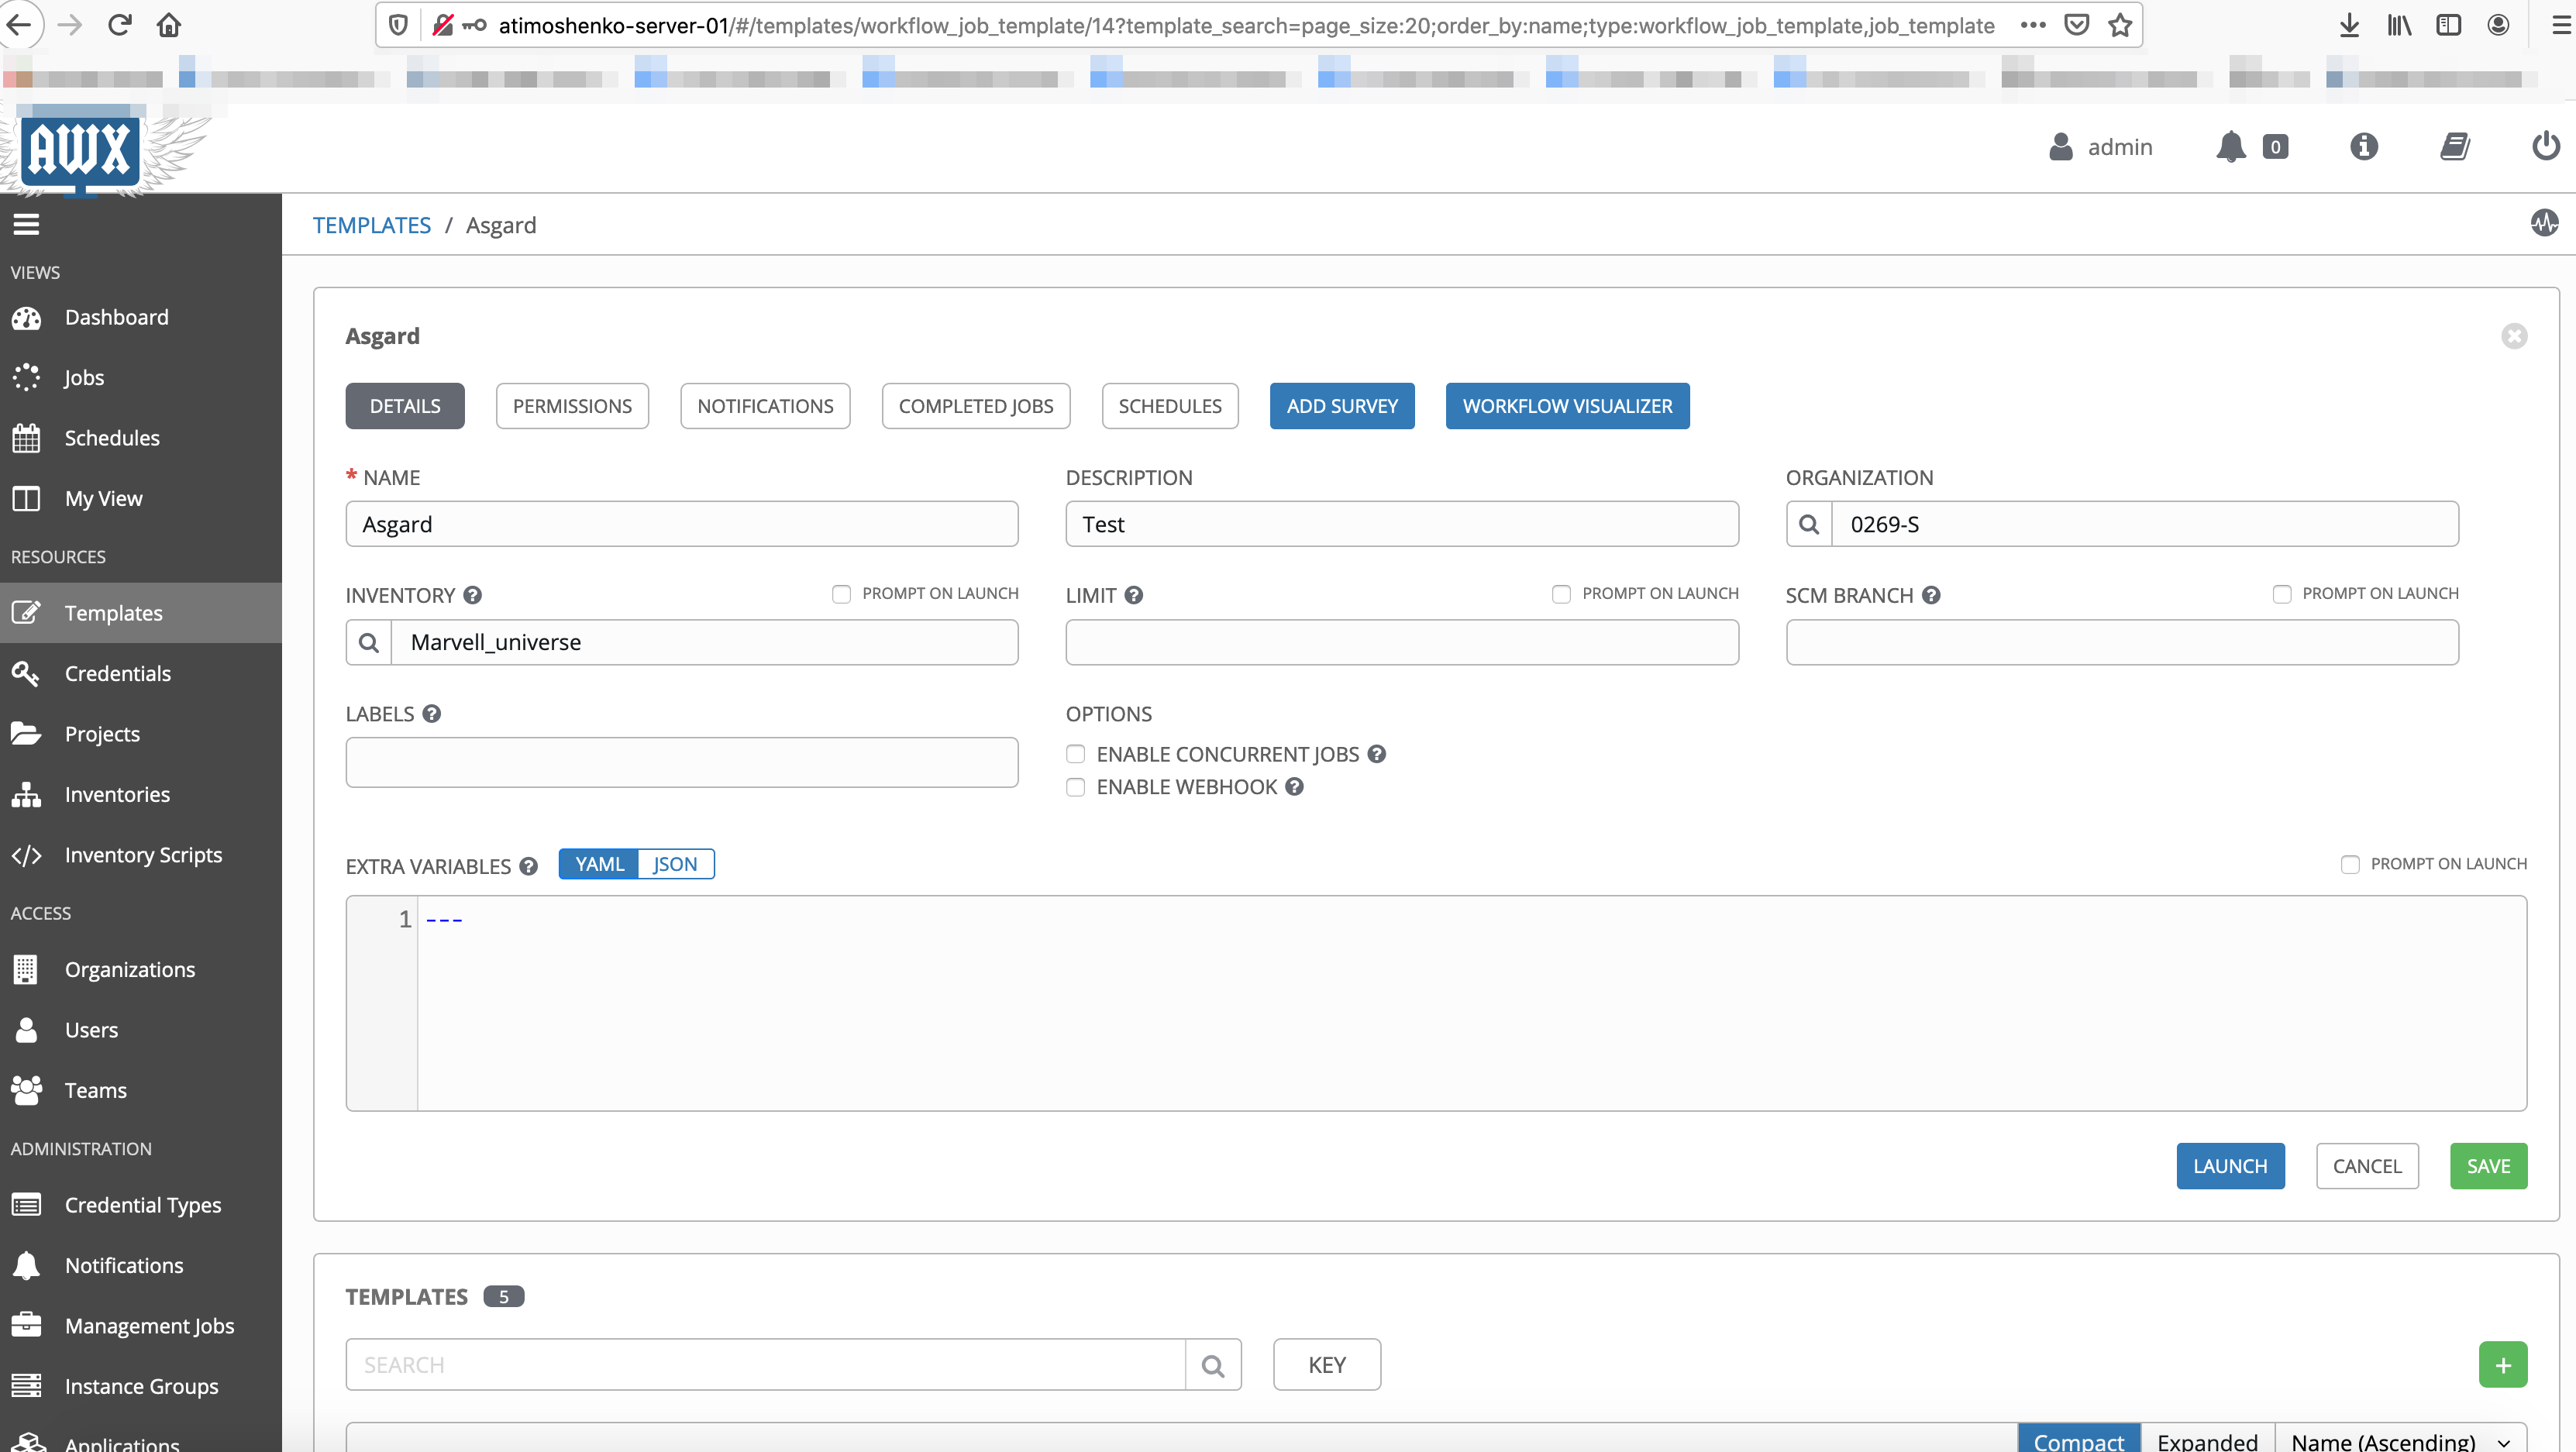 atimoshenko-server-01/#/templates/workflow_job_template/14?template_search=page_size:20;order_by:name;type:workflow_job_template,job_template
AWX
admin
0
TEMPLATES / Asgard
VIEWS
Dashboard
Jobs
Schedules
My View
RESOURCES
Templates
Credentials
Projects
Inventories
Inventory Scripts
ACCESS
Organizations
Users
Teams
ADMINISTRATION
Credential Types
Notifications
Management Jobs
Instance Groups
Applications
Asgard
DETAILS PERMISSIONS NOTIFICATIONS COMPLETED JOBS SCHEDULES ADD SURVEY WORKFLOW VISUALIZER
* NAME DESCRIPTION ORGANIZATION
Asgard Test 0269-S
INVENTORY ? PROMPT ON LAUNCH LIMIT ? PROMPT ON LAUNCH SCM BRANCH ? PROMPT ON LAUNCH
Marvell_universe
LABELS ? OPTIONS
ENABLE CONCURRENT JOBS ?
ENABLE WEBHOOK ?
EXTRA VARIABLES ? YAML JSON PROMPT ON LAUNCH
1 ---
LAUNCH CANCEL SAVE
TEMPLATES 5
SEARCH KEY +
Compact Expanded Name (Ascending)